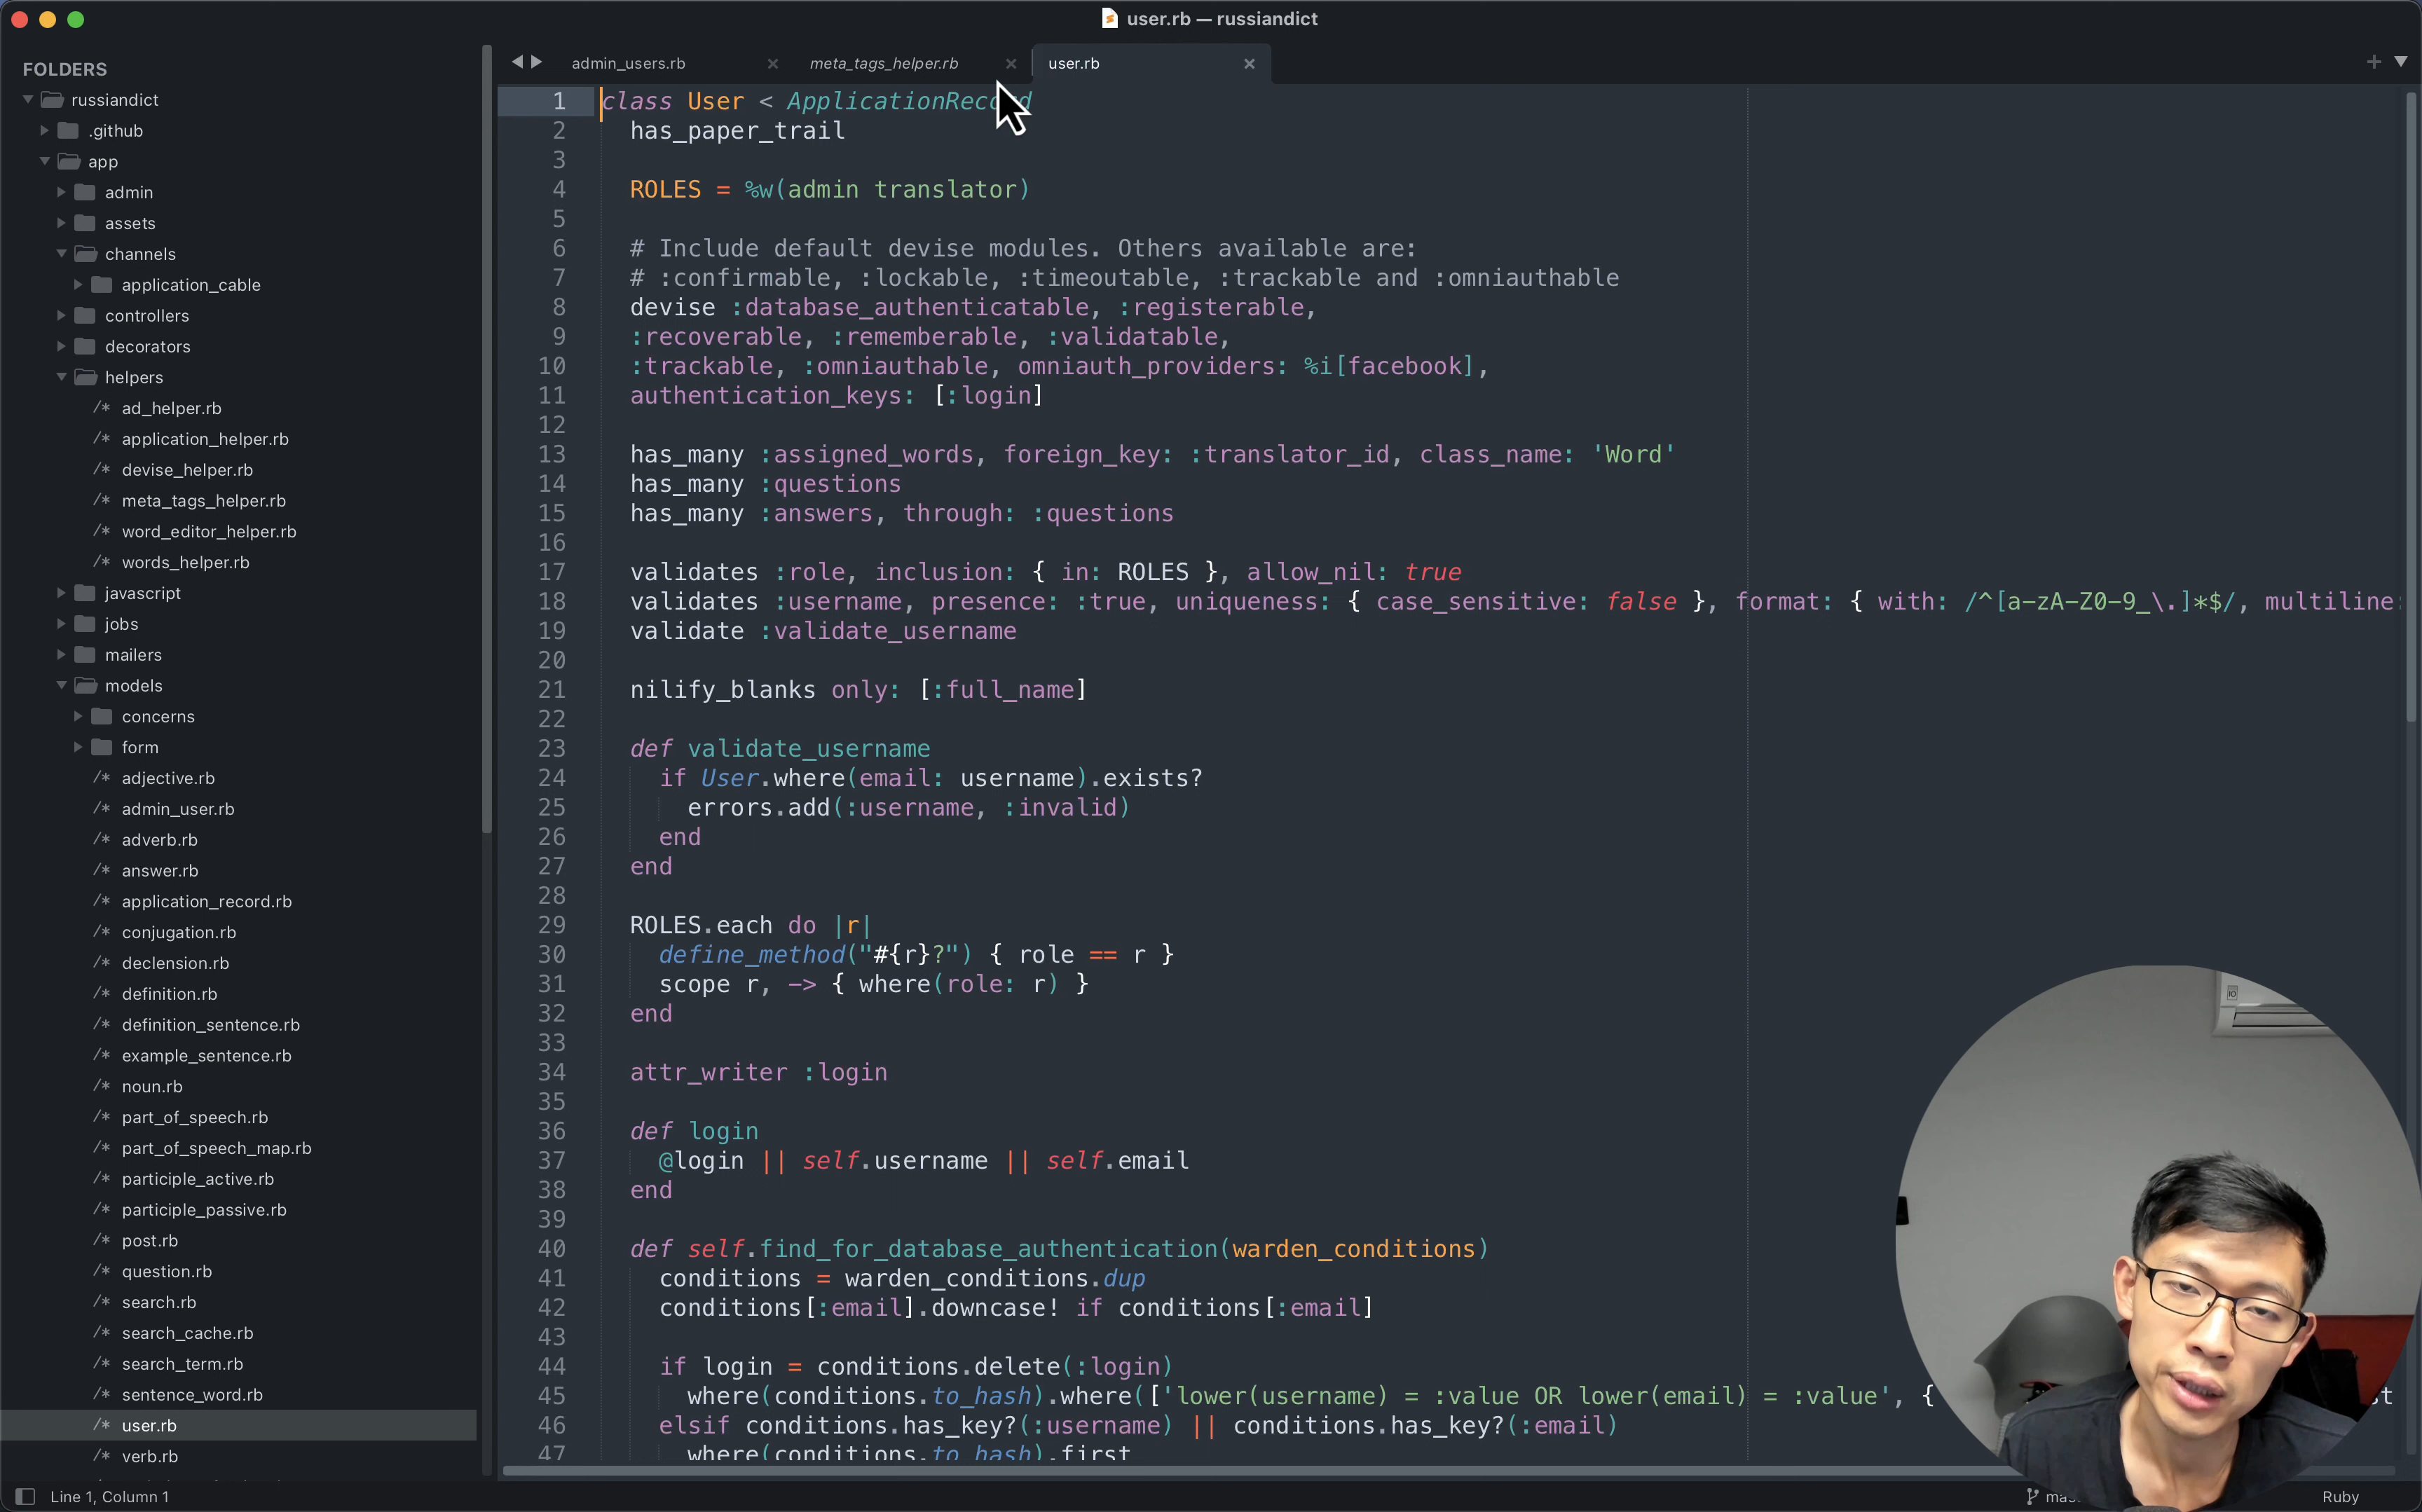 user.rb — russiandict
FOLDERS
russiandict
.github
app
admin
assets
channels
application_cable
controllers
decorators
helpers
/* ad_helper.rb
/* application_helper.rb
/* devise_helper.rb
/* meta_tags_helper.rb
/* word_editor_helper.rb
/* words_helper.rb
javascript
jobs
mailers
models
concerns
form
/* adjective.rb
/* admin_user.rb
/* adverb.rb
/* answer.rb
/* application_record.rb
/* conjugation.rb
/* declension.rb
/* definition.rb
/* definition_sentence.rb
/* example_sentence.rb
/* noun.rb
/* part_of_speech.rb
/* part_of_speech_map.rb
/* participle_active.rb
/* participle_passive.rb
/* post.rb
/* question.rb
/* search.rb
/* search_cache.rb
/* search_term.rb
/* sentence_word.rb
/* user.rb
/* verb.rb
admin_users.rb × meta_tags_helper.rb × user.rb ×
1 class User < ApplicationRecord
2 has_paper_trail
3
4 ROLES = %w(admin translator)
5
6 # Include default devise modules. Others available are:
7 # :confirmable, :lockable, :timeoutable, :trackable and :omniauthable
8 devise :database_authenticatable, :registerable,
9 :recoverable, :rememberable, :validatable,
10 :trackable, :omniauthable, omniauth_providers: %i[facebook],
11 authentication_keys: [:login]
12
13 has_many :assigned_words, foreign_key: :translator_id, class_name: 'Word'
14 has_many :questions
15 has_many :answers, through: :questions
16
17 validates :role, inclusion: { in: ROLES }, allow_nil: true
18 validates :username, presence: :true, uniqueness: { case_sensitive: false }, format: { with: /^[a-zA-Z0-9_\.]*$/, multiline:
19 validate :validate_username
20
21 nilify_blanks only: [:full_name]
22
23 def validate_username
24 if User.where(email: username).exists?
25 errors.add(:username, :invalid)
26 end
27 end
28
29 ROLES.each do |r|
30 define_method("#{r}?") { role == r }
31 scope r, -> { where(role: r) }
32 end
33
34 attr_writer :login
35
36 def login
37 @login || self.username || self.email
38 end
39
40 def self.find_for_database_authentication(warden_conditions)
41 conditions = warden_conditions.dup
42 conditions[:email].downcase! if conditions[:email]
43
44 if login = conditions.delete(:login)
45 where(conditions.to_hash).where(['lower(username) = :value OR lower(email) = :value', {
46 elsif conditions.has_key?(:username) || conditions.has_key?(:email)
47 where(conditions.to_hash).first
Line 1, Column 1
Ruby